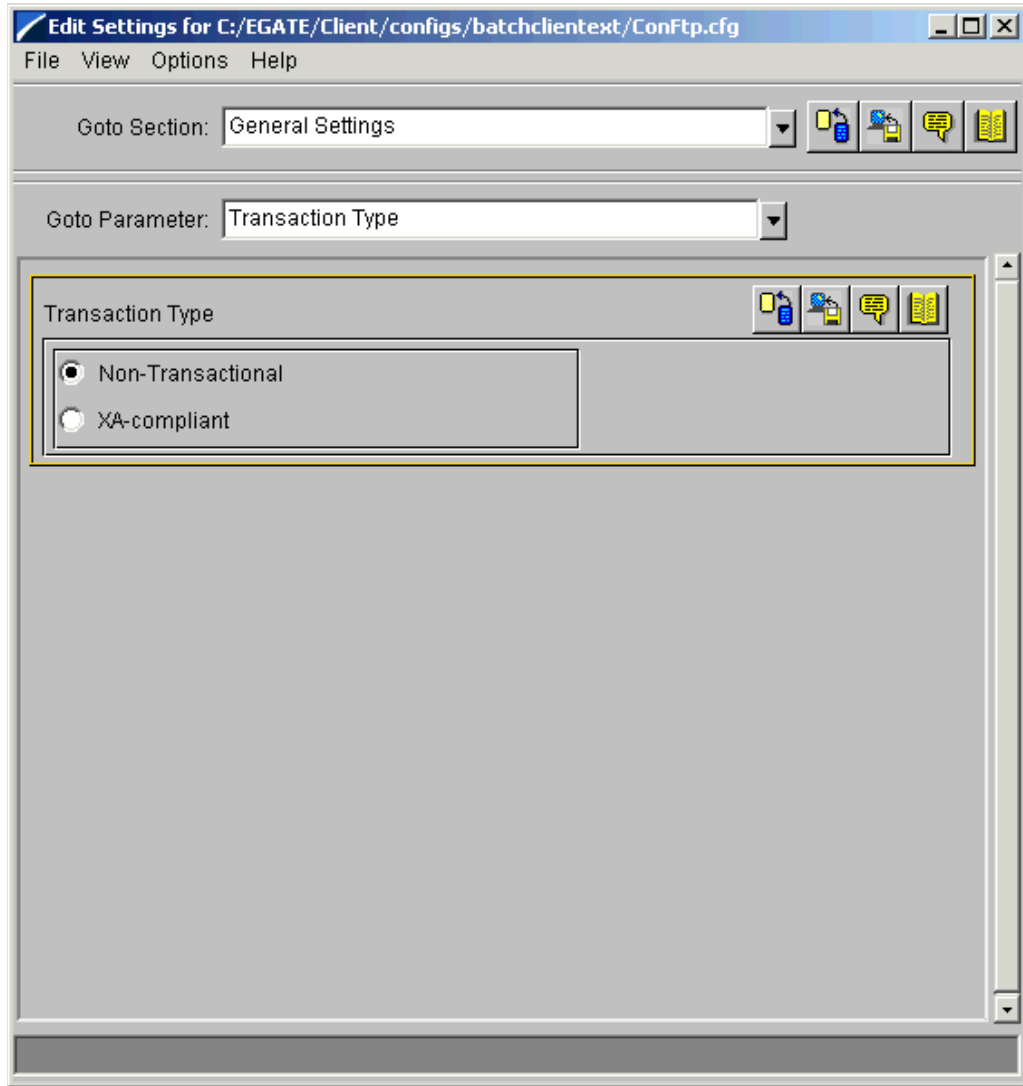 Edit Settings for C:/EGATE/Client/configs/batchclientext/ConFtp.cfg
File View Options Help
Goto Section: General Settings
Goto Parameter: Transaction Type
Transaction Type
Non-Transactional
XA-compliant